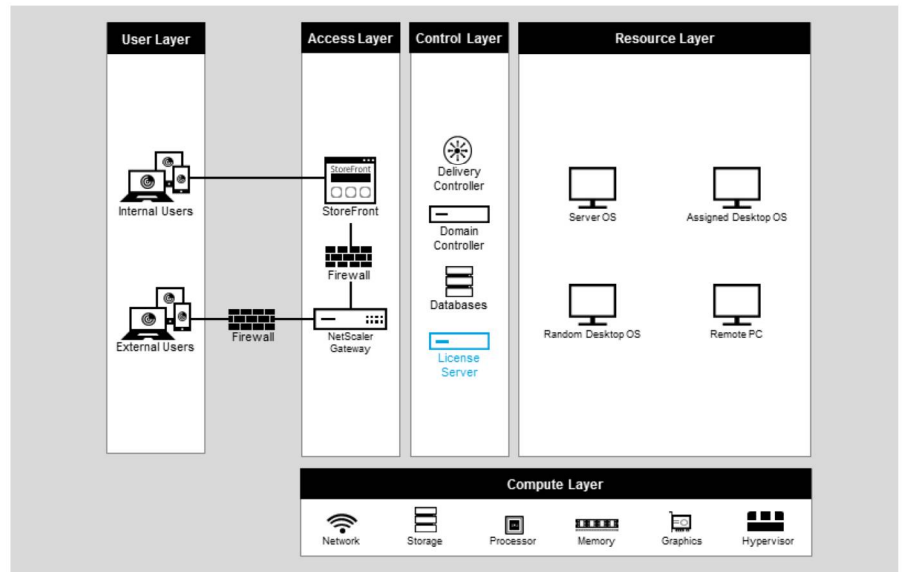 User Layer
Access Layer
Control Layer
Resource Layer
Internal Users
StoreFront
StoreFront
Delivery
Controller
Server OS
Assigned Desktop OS
Domain
Controller
Firewall
Databases
External Users
Firewall
NetScaler
Gateway
License
Server
Random Desktop OS
Remote PC
Compute Layer
Network
Storage
Processor
Memory
Graphics
Hypervisor